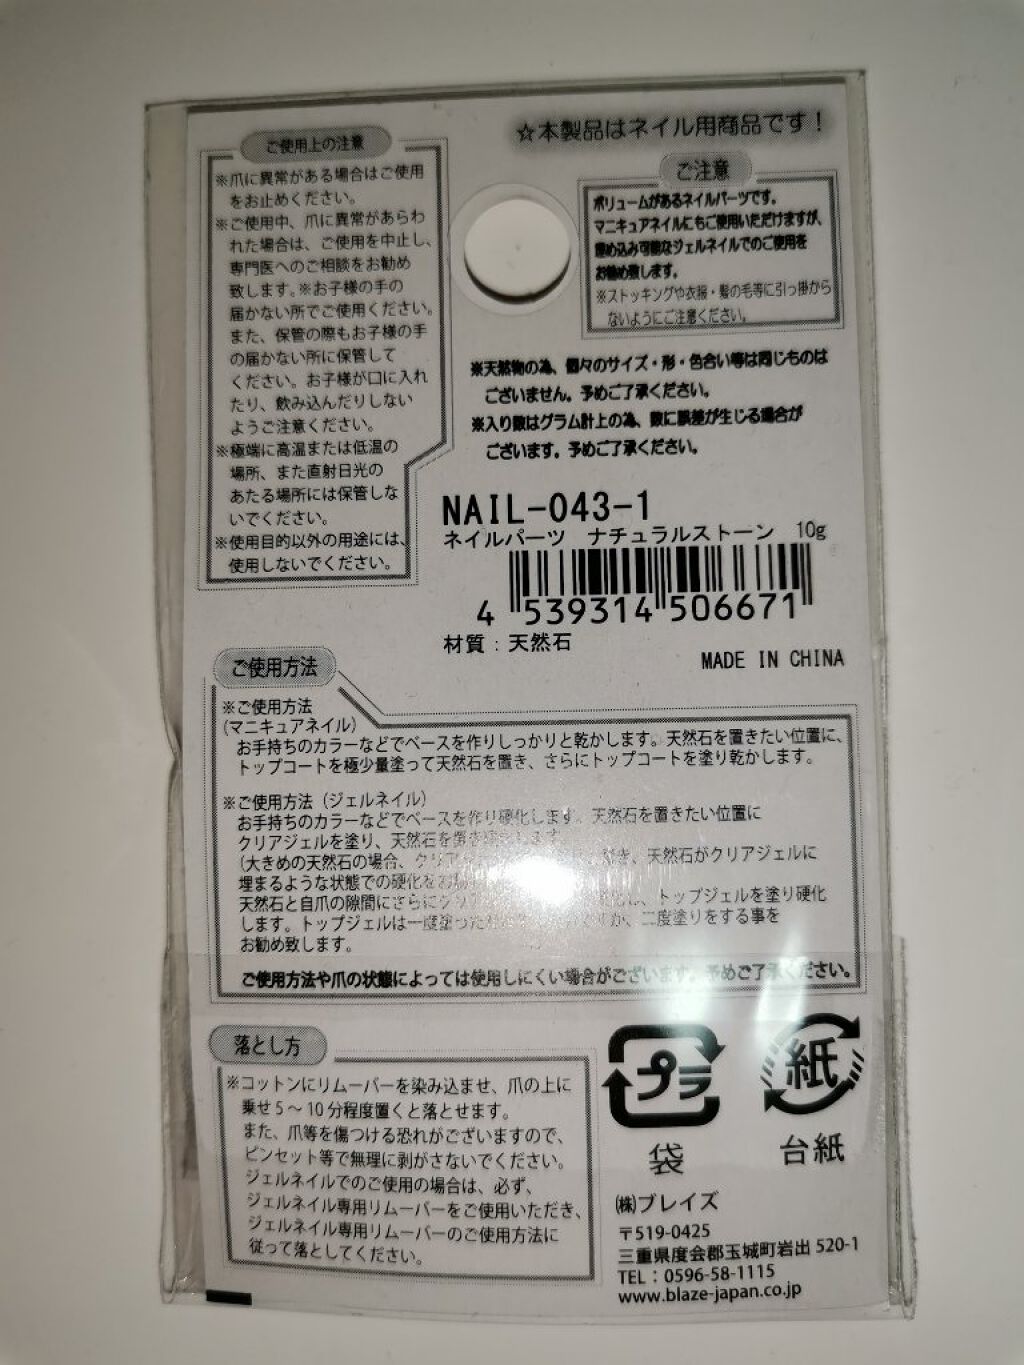 ☆本製品はネイル用商品です！
ご使用上の注意
※爪に異常がある場合はご使用
をお止めください。
※ご使用中、爪に異常があらわ
れた場合は、ご使用を中止し、
専門医へのご相談をお勧め
致します。※お子様の手の
届かない所でご使用ください。
また、保管の際もお子様の手
の届かない所に保管して
ください。お子様が口に入れ
たり、飲み込んだりしない
ようご注意ください。
※極端に高温または低温の
場所、また直射日光の
あたる場所には保管しな
いでください。
※使用目的以外の用途には、
使用しないでください。
ご注意
ボリュームがあるネイルパーツです。
マニキュアネイルにもご使用いただけますが、
埋め込み可能なジェルネイルでのご使用を
お勧め致します。
※ストッキングや衣服・髪の毛等に引っ掛から
ないようにご注意ください。
※天然物の為、個々のサイズ・形・色合い等は同じものは
ございません。予めご了承ください。
※入り数はグラム計上の為、数に誤差が生じる場合が
ございます。予めご了承ください。
NAIL-043-1
ネイルパーツ ナチュラルストーン 10g
4 539314 506671
材質：天然石
MADE IN CHINA
ご使用方法
※ご使用方法
(マニキュアネイル)
お手持ちのカラーなどでベースを作りしっかりと乾かします。天然石を置きたい位置に、
トップコートを極少量塗って天然石を置き、さらにトップコートを塗り乾かします。
※ご使用方法（ジェルネイル）
お手持ちのカラーなどでベースを作り硬化します。天然石を置きたい位置に
クリアジェルを塗り、天然石を置き
(大きめの天然石の場合、 天然石がクリアジェルに
埋まるような状態での硬化を
天然石と自爪の隙間にさらに トップジェルを塗り硬化
します。トップジェルは一度塗っ 二度塗りをする事を
お勧め致します。
ご使用方法や爪の状態によっては使用しにくい場合がございます。予めご了承ください。
落とし方
※コットンにリムーバーを染み込ませ、爪の上に
乗せ5～10分程度置くと落とせます。
また、爪等を傷つける恐れがございますので、
ピンセット等で無理に剥がさないでください。
ジェルネイルでのご使用の場合は、必ず、
ジェルネイル専用リムーバーをご使用いただき、
ジェルネイル専用リムーバーのご使用方法に
従って落としてください。
プラ
袋
紙
台紙
㈱ブレイズ
〒519-0425
三重県度会郡玉城町岩出 520-1
TEL：0596-58-1115
www.blaze-japan.co.jp